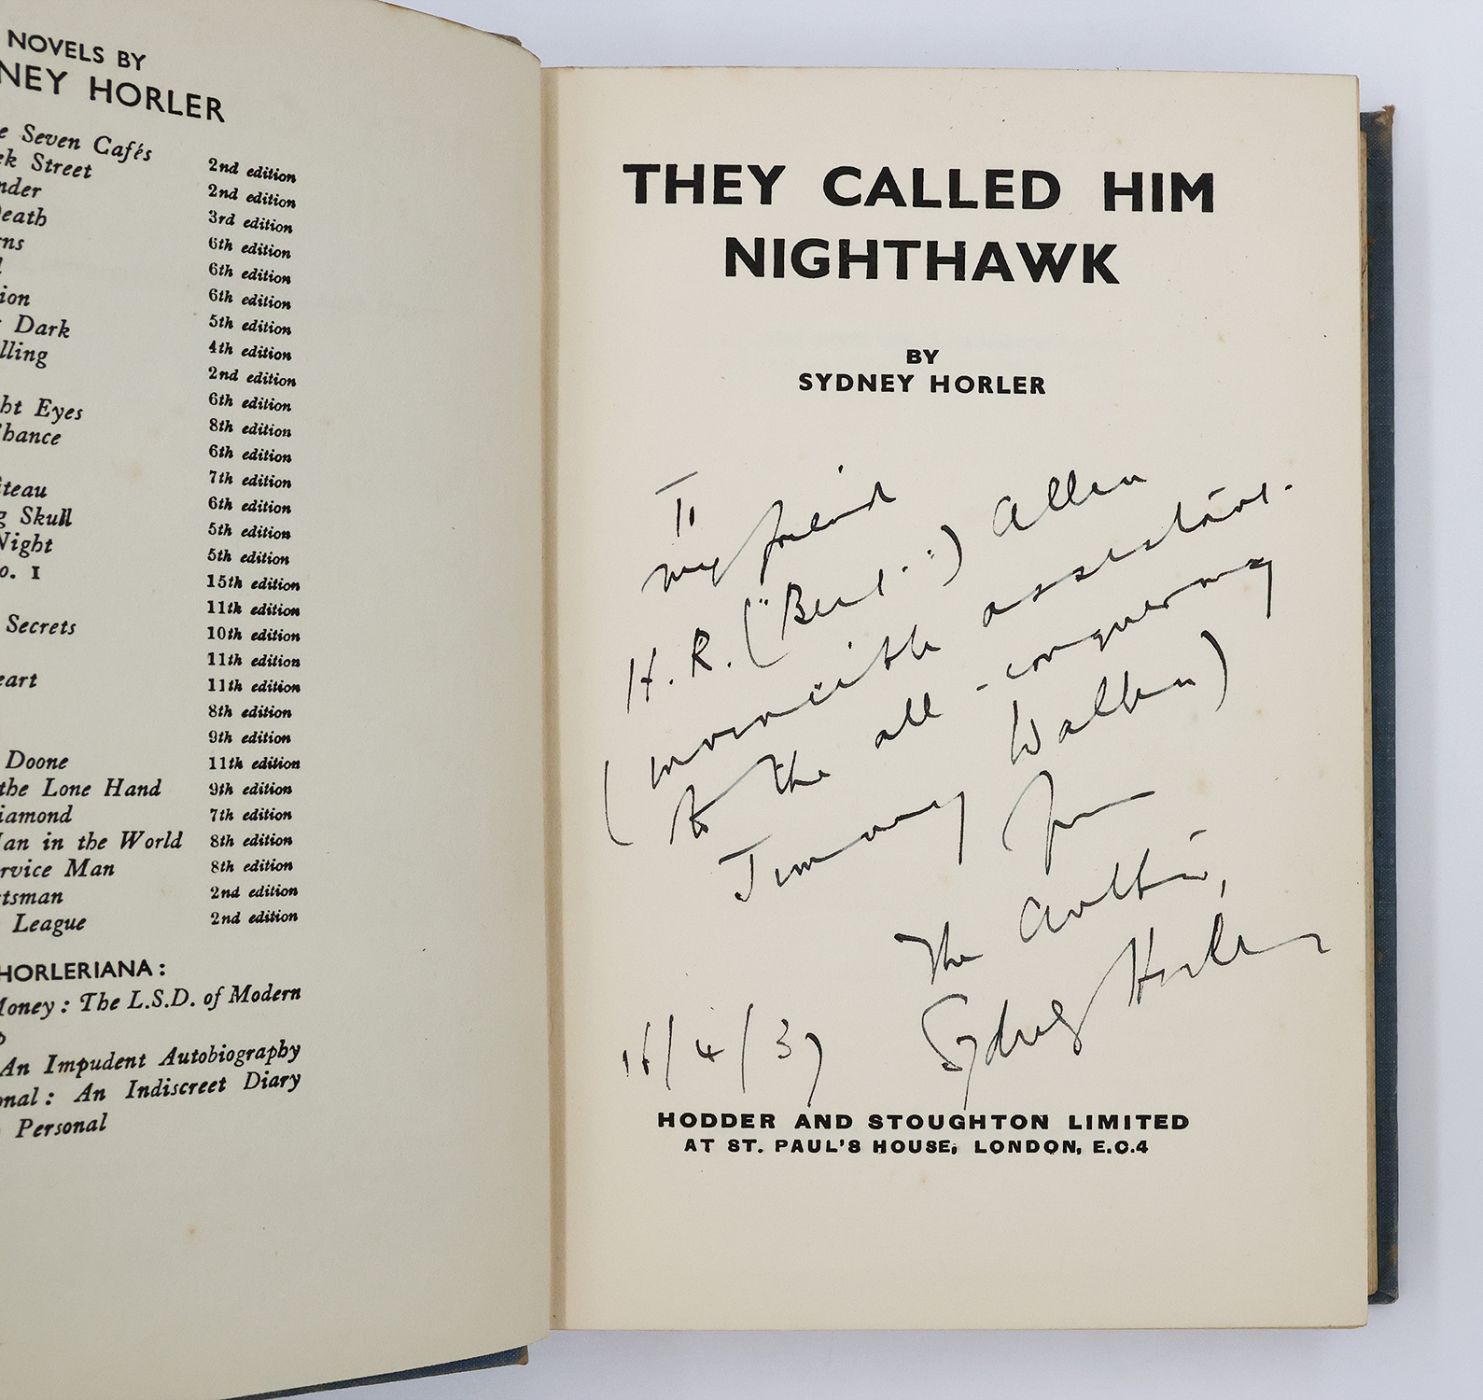 NOVELS BY
NEY HORLER
e Seven Cafés 2nd edition
ek Street 2nd edition
nder 3rd edition
Death 6th edition
rns 6th edition
6th edition
ion 5th edition
Dark 4th edition
lling 2nd edition
6th edition
ht Eyes 8th edition
Chance 6th edition
7th edition
teau 6th edition
g Skull 5th edition
Night 5th edition
o. 1 15th edition
11th edition
Secrets 10th edition
11th edition
eart 11th edition
8th edition
9th edition
Doone 11th edition
the Lone Hand 9th edition
iamond 7th edition
Man in the World 8th edition
rvice Man 8th edition
tsman 2nd edition
League 2nd edition
HORLERIANA:
Money: The L.S.D. of Modern
p
An Impudent Autobiography
onal: An Indiscreet Diary
Personal
THEY CALLED HIM
NIGHTHAWK
BY
SYDNEY HORLER
To
my friend
H.R. ("Bert") Allen
(invincible assistant
to the all-conquering
Jimmy Walker)
from
The Author,
Sydney Horler
16/4/37
HODDER AND STOUGHTON LIMITED
AT ST. PAUL'S HOUSE, LONDON, E.C.4